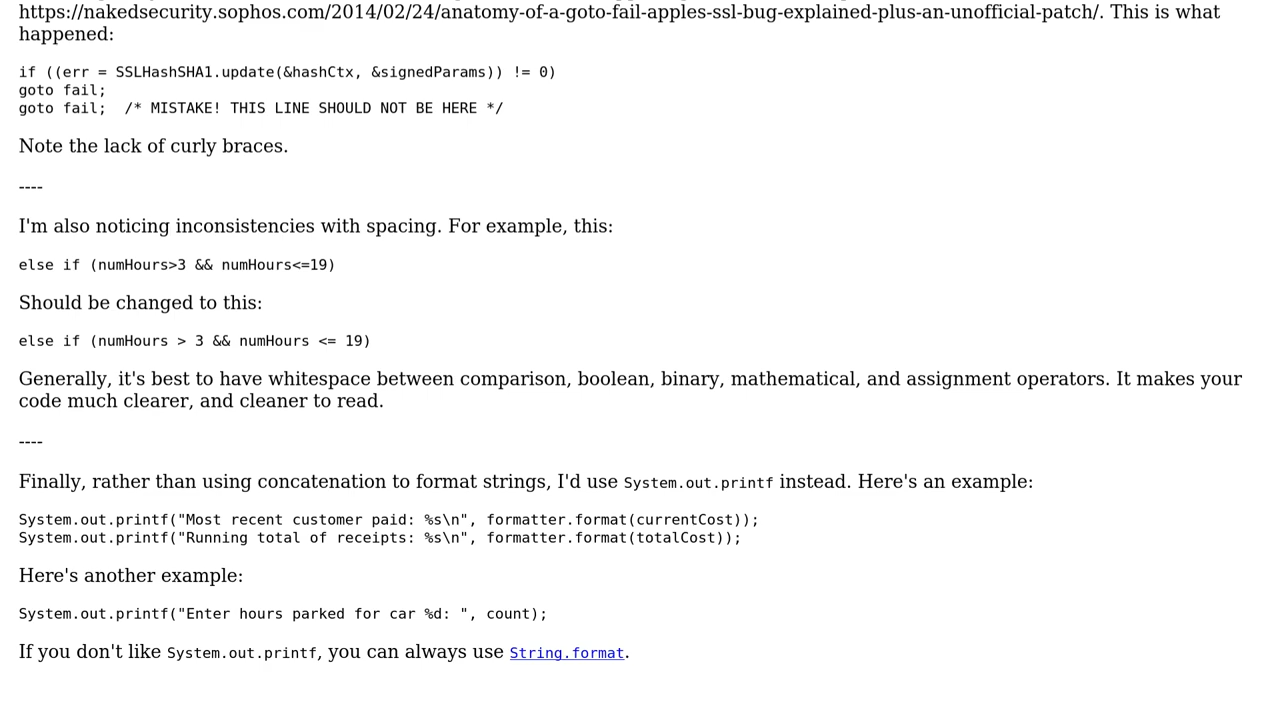 https://nakedsecurity.sophos.com/2014/02/24/anatomy-of-a-goto-fail-apples-ssl-bug-explained-plus-an-unofficial-patch/. This is what
happened:
if ((err = SSLHashSHA1.update(&hashCtx, &signedParams)) != 0)
goto fail;
goto fail;  /* MISTAKE! THIS LINE SHOULD NOT BE HERE */
Note the lack of curly braces.
----
I'm also noticing inconsistencies with spacing. For example, this:
else if (numHours>3 && numHours<=19)
Should be changed to this:
else if (numHours > 3 && numHours <= 19)
Generally, it's best to have whitespace between comparison, boolean, binary, mathematical, and assignment operators. It makes your
code much clearer, and cleaner to read.
----
Finally, rather than using concatenation to format strings, I'd use System.out.printf instead. Here's an example:
System.out.printf("Most recent customer paid: %s\n", formatter.format(currentCost));
System.out.printf("Running total of receipts: %s\n", formatter.format(totalCost));
Here's another example:
System.out.printf("Enter hours parked for car %d: ", count);
If you don't like System.out.printf, you can always use String.format.